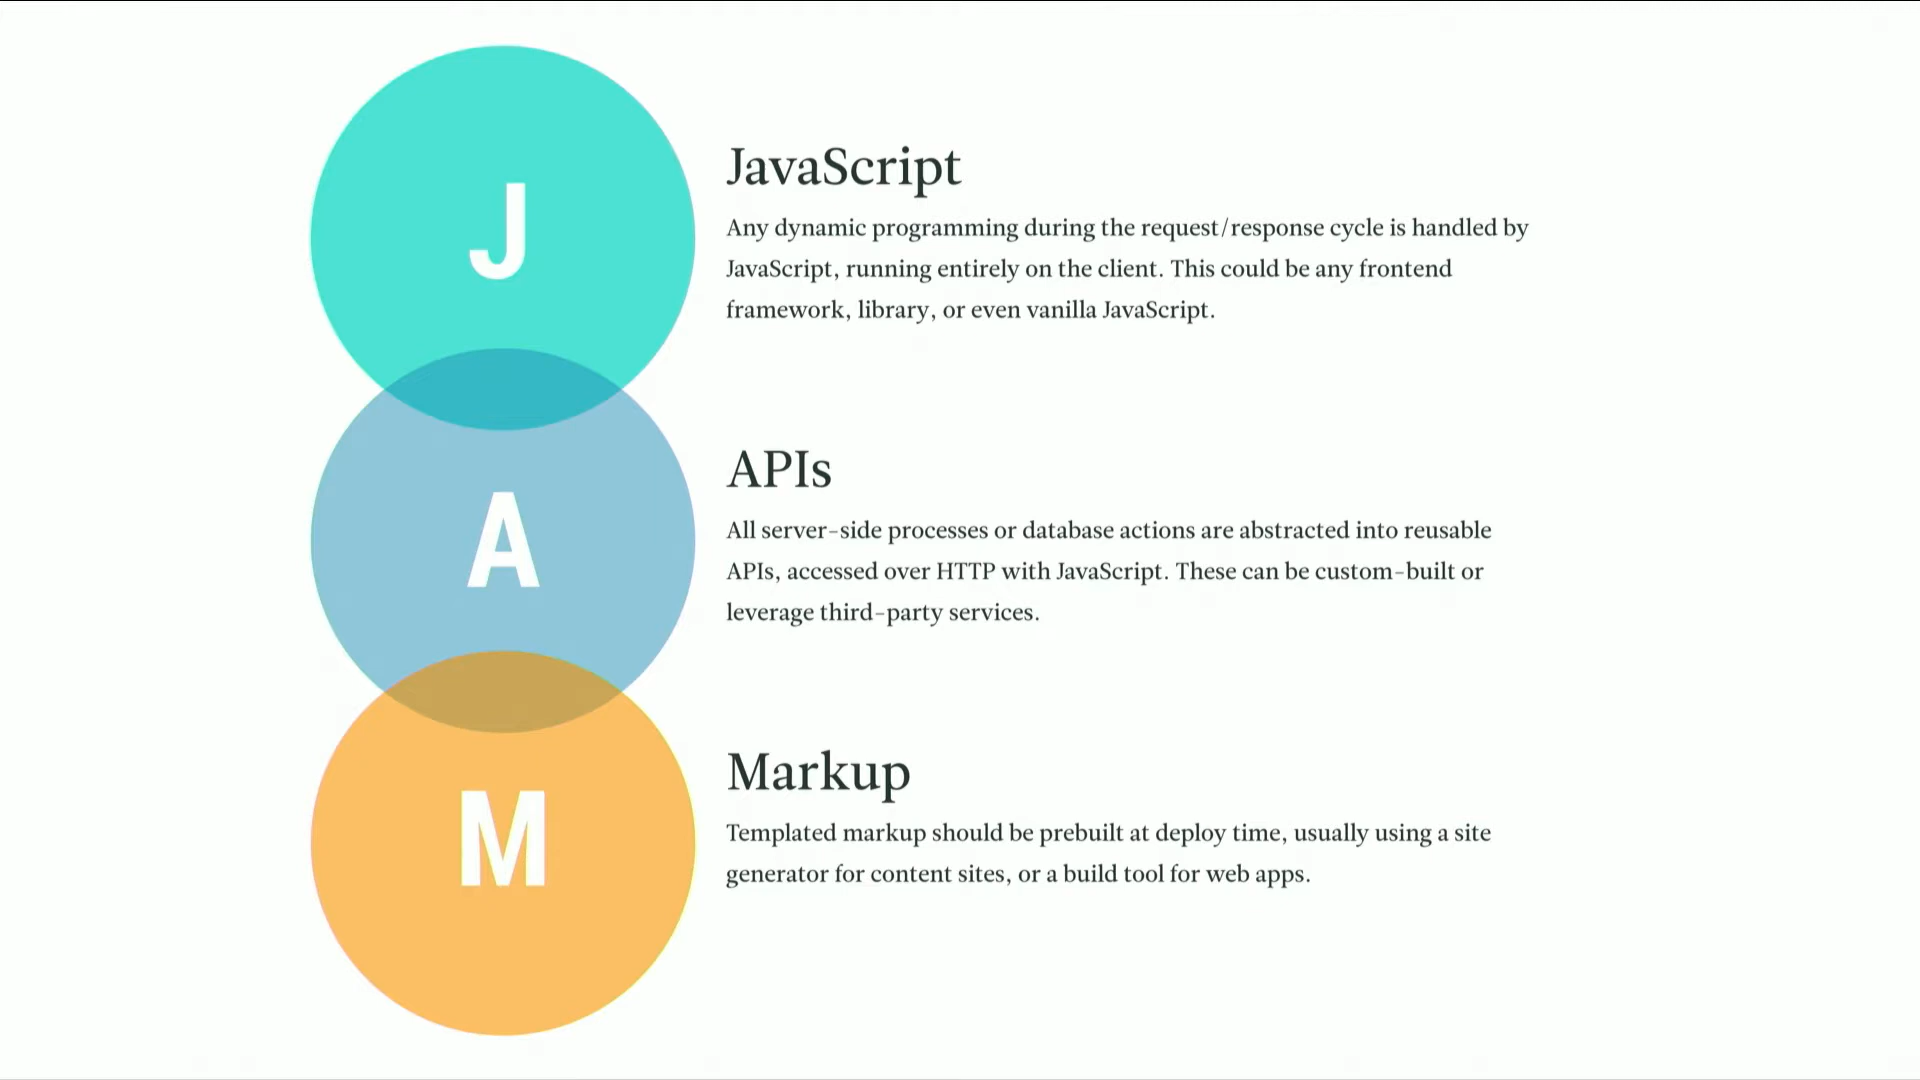 J
JavaScript
Any dynamic programming during the request/response cycle is handled by
JavaScript, running entirely on the client. This could be any frontend
framework, library, or even vanilla JavaScript.
A
APIs
All server-side processes or database actions are abstracted into reusable
APIs, accessed over HTTP with JavaScript. These can be custom-built or
leverage third-party services.
M
Markup
Templated markup should be prebuilt at deploy time, usually using a site
generator for content sites, or a build tool for web apps.